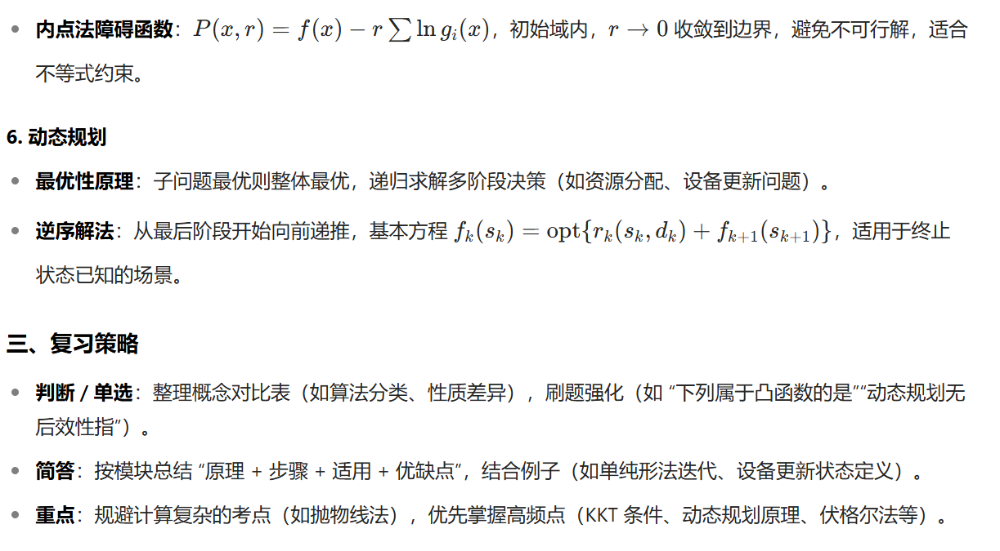 • 内点法障碍函数：P(x, r) = f(x) − r ∑ ln gᵢ(x)，初始域内，r → 0 收敛到边界，避免不可行解，适合
不等式约束。
6. 动态规划
• 最优性原理：子问题最优则整体最优，递归求解多阶段决策（如资源分配、设备更新问题）。
• 逆序解法：从最后阶段开始向前递推，基本方程 fₖ(sₖ) = opt{rₖ(sₖ, dₖ) + fₖ₊₁(sₖ₊₁)}，适用于终止
状态已知的场景。
三、复习策略
• 判断 / 单选：整理概念对比表（如算法分类、性质差异），刷题强化（如 “下列属于凸函数的是”“动态规划无
后效性指”）。
• 简答：按模块总结 “原理 + 步骤 + 适用 + 优缺点”，结合例子（如单纯形法迭代、设备更新状态定义）。
• 重点：规避计算复杂的考点（如抛物线法），优先掌握高频点（KKT 条件、动态规划原理、伏格尔法等）。